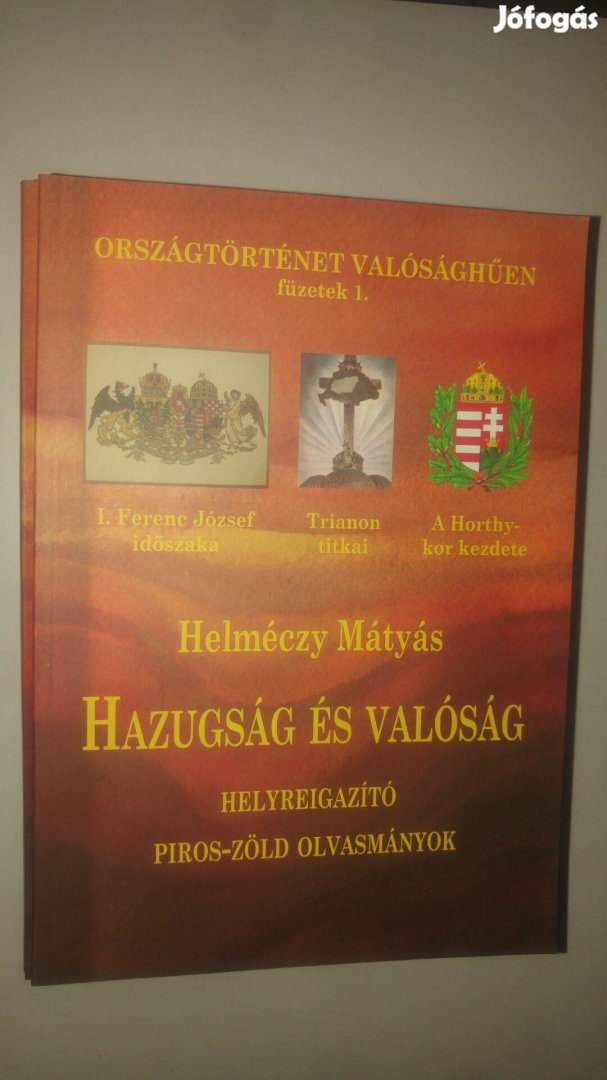 Jófogás
ORSZÁGTÖRTÉNET VALÓSÁGHŰEN
füzetek 1.
I. Ferenc József
időszaka
Trianon
titkai
A Horthy-
kor kezdete
Helméczy Mátyás
HAZUGSÁG ÉS VALÓSÁG
HELYREIGAZÍTÓ
PIROS-ZÖLD OLVASMÁNYOK